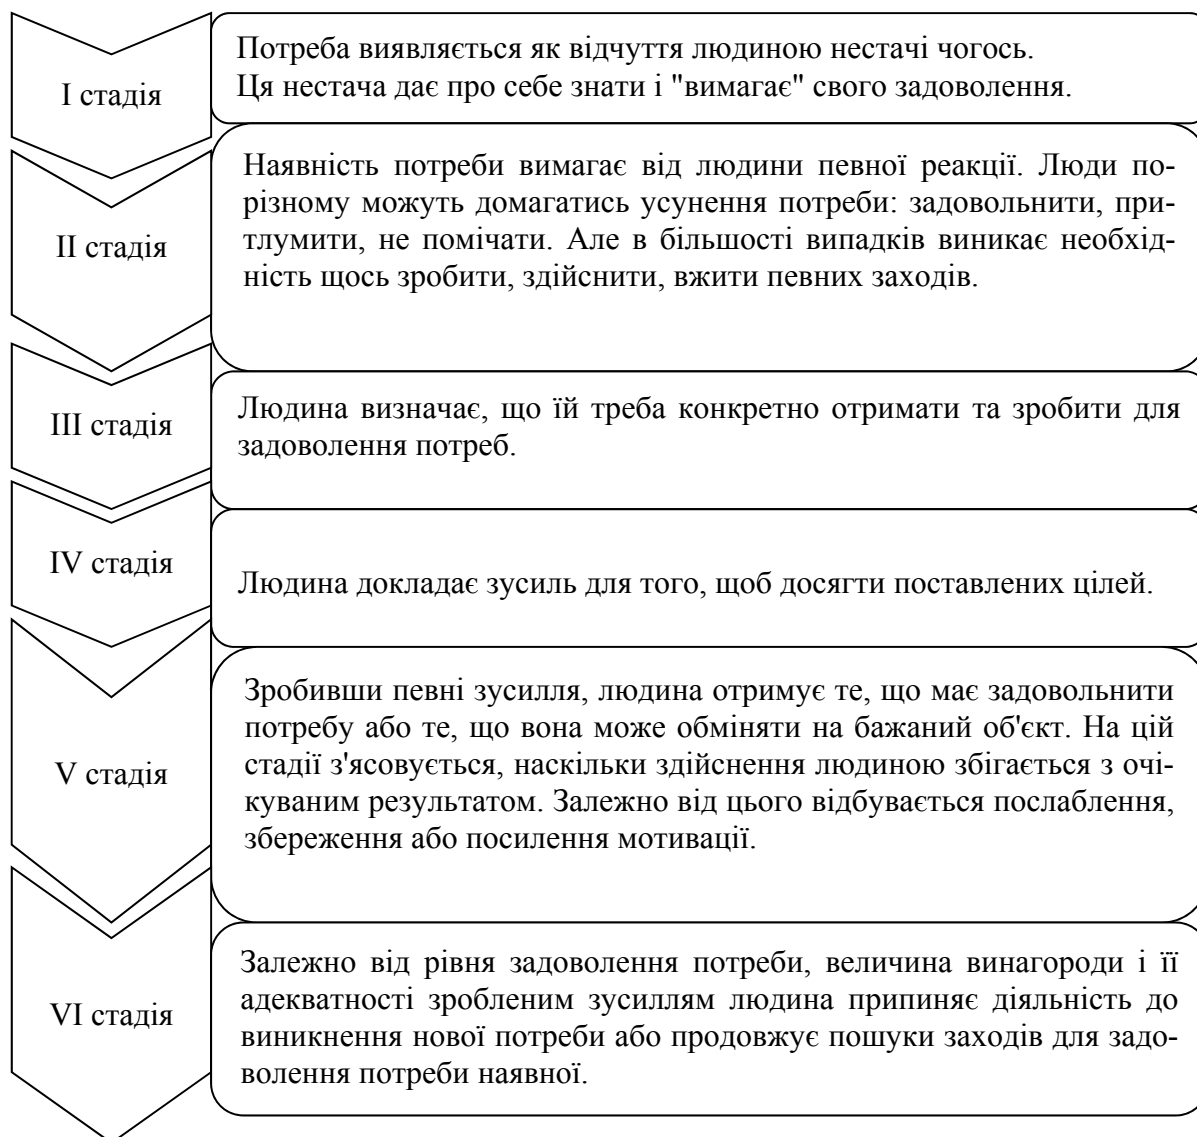 I стадія
Потреба виявляється як відчуття людиною нестачі чогось.
Ця нестача дає про себе знати і "вимагає" свого задоволення.
II стадія
Наявність потреби вимагає від людини певної реакції. Люди по-
різному можуть домагатись усунення потреби: задовольнити, при-
тлумити, не помічати. Але в більшості випадків виникає необхід-
ність щось зробити, здійснити, вжити певних заходів.
III стадія
Людина визначає, що їй треба конкретно отримати та зробити для
задоволення потреб.
IV стадія
Людина докладає зусиль для того, щоб досягти поставлених цілей.
V стадія
Зробивши певні зусилля, людина отримує те, що має задовольнити
потребу або те, що вона може обміняти на бажаний об'єкт. На цій
стадії з'ясовується, наскільки здійснення людиною збігається з очі-
куваним результатом. Залежно від цього відбувається послаблення,
збереження або посилення мотивації.
VI стадія
Залежно від рівня задоволення потреби, величина винагороди і її
адекватності зробленим зусиллям людина припиняє діяльність до
виникнення нової потреби або продовжує пошуки заходів для задо-
волення потреби наявної.